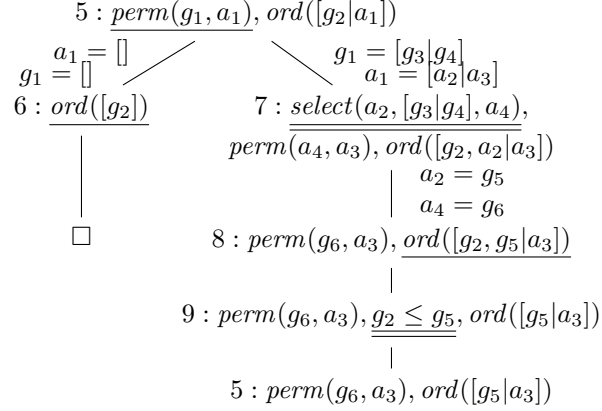 5 : perm(g₁, a₁), ord([g₂|a₁])
a₁ = []
g₁ = []
g₁ = [g₃|g₄]
a₁ = [a₂|a₃]
6 : ord([g₂])
7 : select(a₂, [g₃|g₄], a₄),
perm(a₄, a₃), ord([g₂, a₂|a₃])
a₂ = g₅
a₄ = g₆
□
8 : perm(g₆, a₃), ord([g₂, g₅|a₃])
9 : perm(g₆, a₃), g₂ ≤ g₅, ord([g₅|a₃])
5 : perm(g₆, a₃), ord([g₅|a₃])